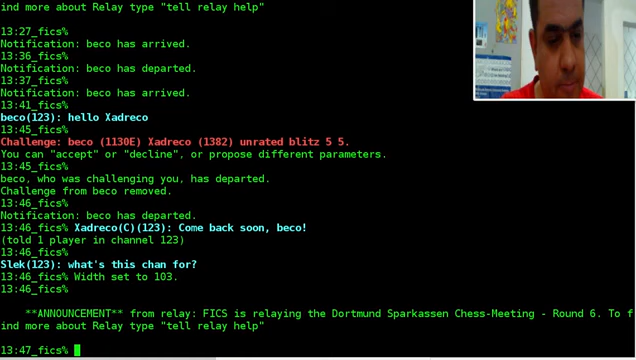 ind more about Relay type "tell relay help"
13:27_fics%
Notification: beco has arrived.
13:36_fics%
Notification: beco has departed.
13:37_fics%
Notification: beco has arrived.
13:41_fics%
beco(123): hello Xadreco
13:45_fics%
Challenge: beco (1130E) Xadreco (1382) unrated blitz 5 5.
You can "accept" or "decline", or propose different parameters.
13:45_fics%
beco, who was challenging you, has departed.
Challenge from beco removed.
13:46_fics%
Notification: beco has departed.
13:46_fics% Xadreco(C)(123): Come back soon, beco!
(told 1 player in channel 123)
13:46_fics%
Slek(123): what's this chan for?
13:46_fics% Width set to 103.
13:46_fics%
**ANNOUNCEMENT** from relay: FICS is relaying the Dortmund Sparkassen Chess-Meeting - Round 6. To f
ind more about Relay type "tell relay help"
13:47_fics%